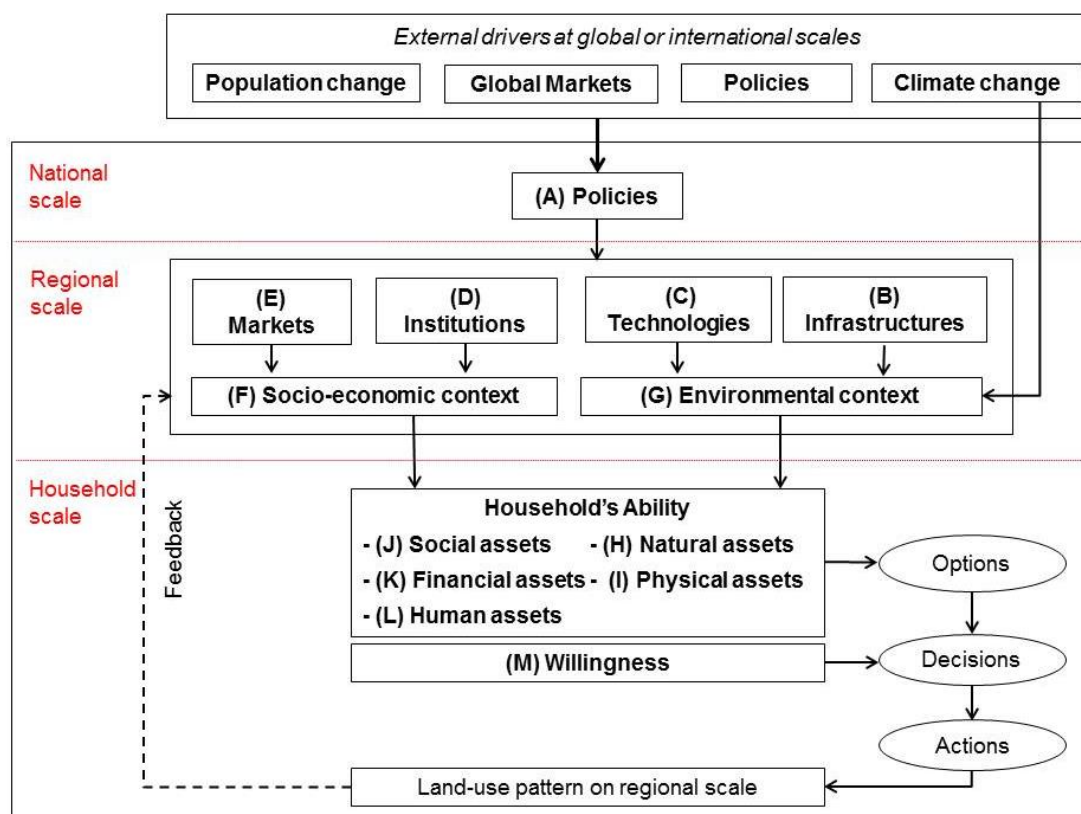 External drivers at global or international scales
Population change
Global Markets
Policies
Climate change
National
scale
(A) Policies
Regional
scale
(E)
Markets
(D)
Institutions
(C)
Technologies
(B)
Infrastructures
(F) Socio-economic context
(G) Environmental context
Household
scale
Feedback
Household’s Ability
- (J) Social assets - (H) Natural assets
- (K) Financial assets - (I) Physical assets
- (L) Human assets
Options
(M) Willingness
Decisions
Actions
Land-use pattern on regional scale